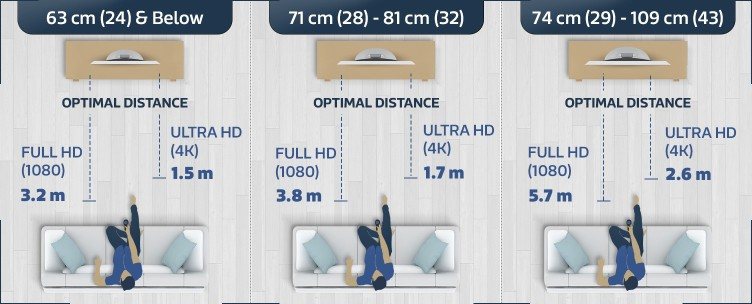 63 cm (24) & Below
OPTIMAL DISTANCE
FULL HD
(1080)
3.2 m
ULTRA HD
(4K)
1.5 m
71 cm (28) - 81 cm (32)
OPTIMAL DISTANCE
FULL HD
(1080)
3.8 m
ULTRA HD
(4K)
1.7 m
74 cm (29) - 109 cm (43)
OPTIMAL DISTANCE
FULL HD
(1080)
5.7 m
ULTRA HD
(4K)
2.6 m